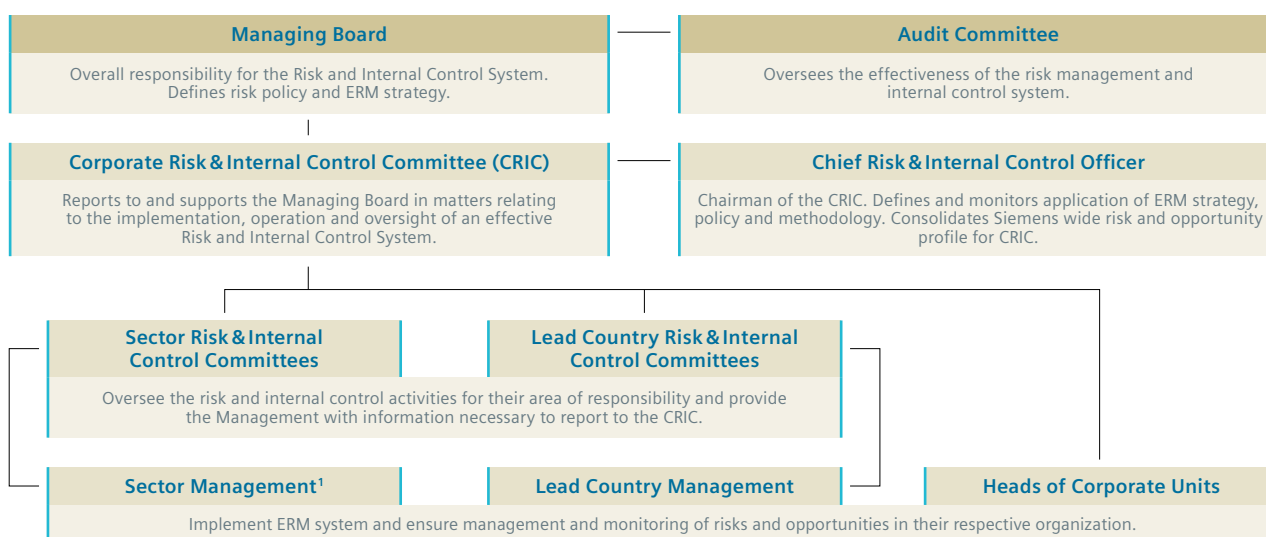 Managing Board
Overall responsibility for the Risk and Internal Control System.
Defines risk policy and ERM strategy.
Audit Committee
Oversees the effectiveness of the risk management and
internal control system.
Corporate Risk & Internal Control Committee (CRIC)
Reports to and supports the Managing Board in matters relating
to the implementation, operation and oversight of an effective
Risk and Internal Control System.
Chief Risk & Internal Control Officer
Chairman of the CRIC. Defines and monitors application of ERM strategy,
policy and methodology. Consolidates Siemens wide risk and opportunity
profile for CRIC.
Sector Risk & Internal
Control Committees
Lead Country Risk & Internal
Control Committees
Oversee the risk and internal control activities for their area of responsibility and provide
the Management with information necessary to report to the CRIC.
Sector Management¹
Lead Country Management
Heads of Corporate Units
Implement ERM system and ensure management and monitoring of risks and opportunities in their respective organization.